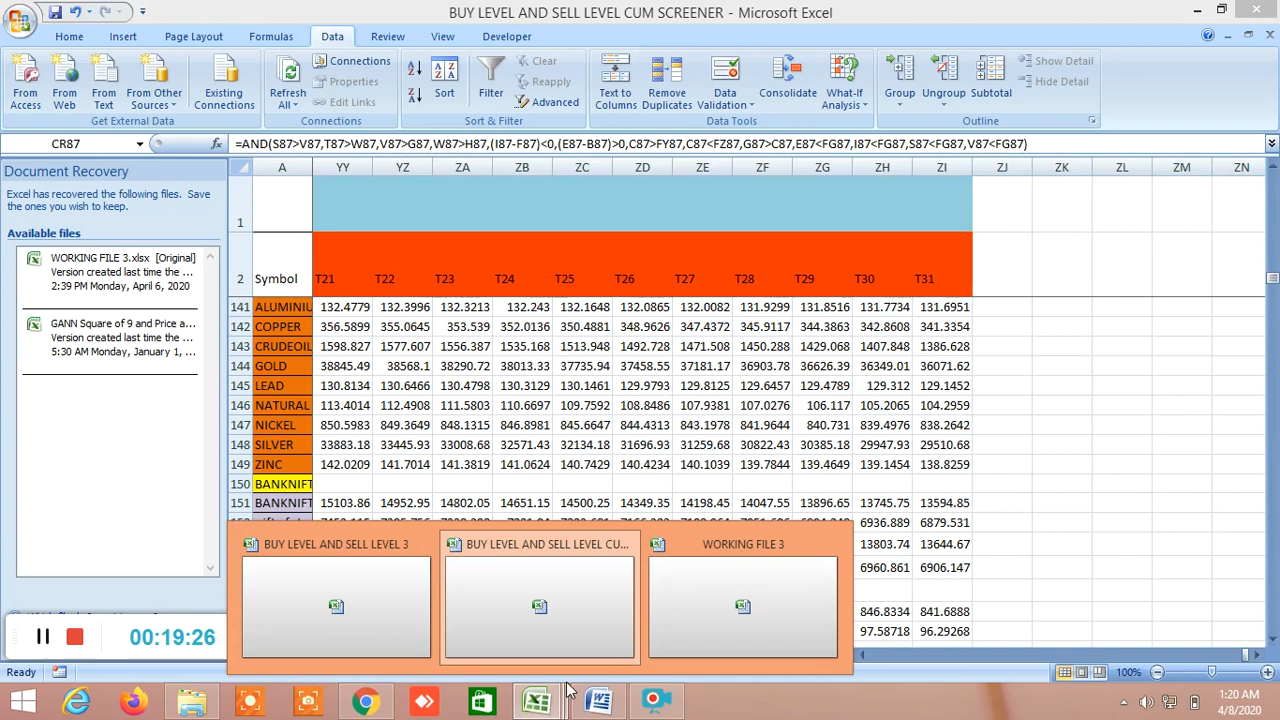 BUY LEVEL AND SELL LEVEL CUM SCREENER - Microsoft Excel
Home Insert Page Layout Formulas Data Review View Developer
From Access From Web From Text From Other Sources Existing Connections
Get External Data
Refresh All Connections Properties Edit Links
Connections
Sort Filter Clear Reapply Advanced
Sort & Filter
Text to Columns Remove Duplicates Data Validation Consolidate What-If Analysis
Data Tools
Group Ungroup Subtotal Show Detail Hide Detail
Outline
CR87 fx =AND(S87>V87,T87>W87,V87>G87,W87>H87,(I87-F87)<0,(E87-B87)>0,C87>FY87,C87<FZ87,G87>C87,E87<FG87,I87<FG87,S87<FG87,V87<FG87)
Document Recovery
Excel has recovered the following files. Save the ones you wish to keep.
Available files
WORKING FILE 3.xlsx [Original]
Version created last time the ...
2:39 PM Monday, April 6, 2020
GANN Square of 9 and Price a...
Version created last time the ...
5:30 AM Monday, January 1, ...
00:19:26
A YY YZ ZA ZB ZC ZD ZE ZF ZG ZH ZI ZJ ZK ZL ZM ZN
1
2 Symbol T21 T22 T23 T24 T25 T26 T27 T28 T29 T30 T31
141 ALUMINIU 132.4779 132.3996 132.3213 132.243 132.1648 132.0865 132.0082 131.9299 131.8516 131.7734 131.6951
142 COPPER 356.5899 355.0645 353.539 352.0136 350.4881 348.9626 347.4372 345.9117 344.3863 342.8608 341.3354
143 CRUDEOIL 1598.827 1577.607 1556.387 1535.168 1513.948 1492.728 1471.508 1450.288 1429.068 1407.848 1386.628
144 GOLD 38845.49 38568.1 38290.72 38013.33 37735.94 37458.55 37181.17 36903.78 36626.39 36349.01 36071.62
145 LEAD 130.8134 130.6466 130.4798 130.3129 130.1461 129.9793 129.8125 129.6457 129.4789 129.312 129.1452
146 NATURAL 113.4014 112.4908 111.5803 110.6697 109.7592 108.8486 107.9381 107.0276 106.117 105.2065 104.2959
147 NICKEL 850.5983 849.3649 848.1315 846.8981 845.6647 844.4313 843.1978 841.9644 840.731 839.4976 838.2642
148 SILVER 33883.18 33445.93 33008.68 32571.43 32134.18 31696.93 31259.68 30822.43 30385.18 29947.93 29510.68
149 ZINC 142.0209 141.7014 141.3819 141.0624 140.7429 140.4234 140.1039 139.7844 139.4649 139.1454 138.8259
150 BANKNIFT
151 BANKNIFT 15103.86 14952.95 14802.05 14651.15 14500.25 14349.35 14198.45 14047.55 13896.65 13745.75 13594.85
6936.889 6879.531
13803.74 13644.67
6960.861 6906.147
846.8334 841.6888
97.58718 96.29268
BUY LEVEL AND SELL LEVEL 3 BUY LEVEL AND SELL LEVEL CU... WORKING FILE 3
Ready 100%
1:20 AM
4/8/2020